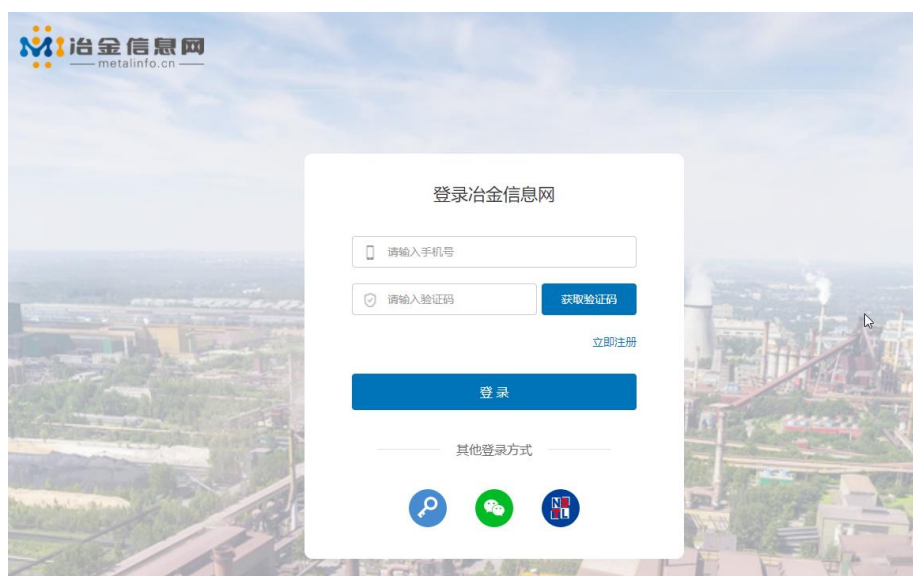 冶金信息网
metalinfo.cn
登录冶金信息网
请输入手机号
请输入验证码
获取验证码
立即注册
登 录
其他登录方式
N
L